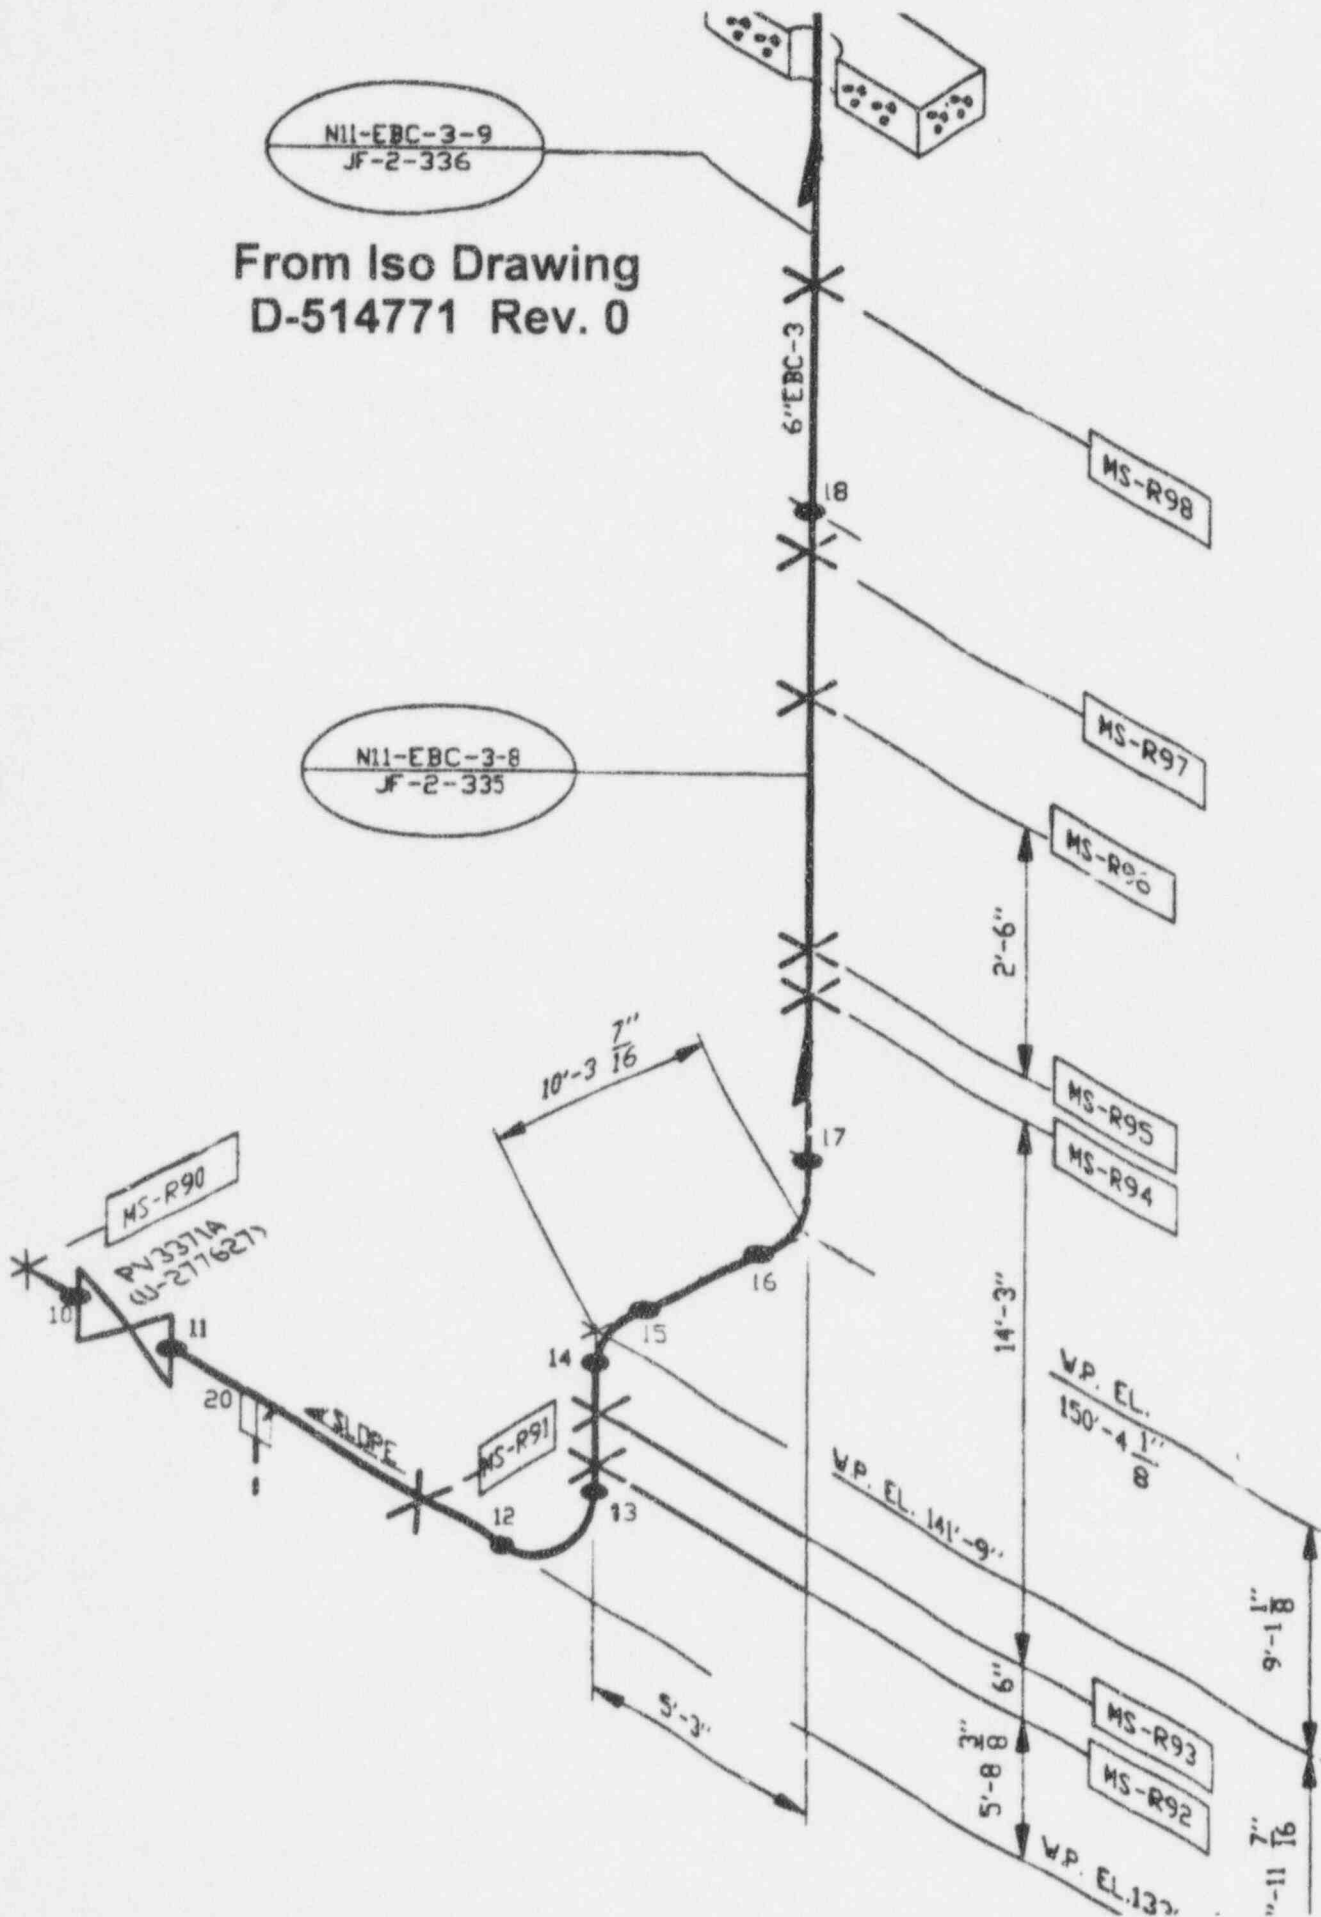 N11-EBC-3-9
JF-2-336
From Iso Drawing
D-514771 Rev. 0
6"EBC-3
MS-R98
18
MS-R97
N11-EBC-3-8
JF-2-335
MS-R96
2'-6"
10'-3 7/16"
MS-R95
MS-R94
17
MS-R90
PV3371A
(U-277627)
16
10
11
15
14
14'-3"
W.P. EL.
150'-4 1/8"
20
SLOPE
MS-R91
W.P. EL. 141'-9"
13
12
9'-1 1/8"
6"
5'-3"
MS-R93
5'-8 3/8"
MS-R92
'-11 7/16"
W.P. EL.